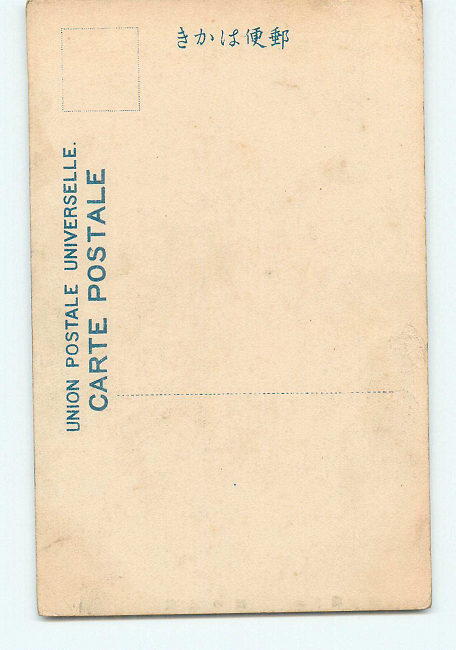 郵便はかき
UNION POSTALE UNIVERSELLE.
CARTE POSTALE